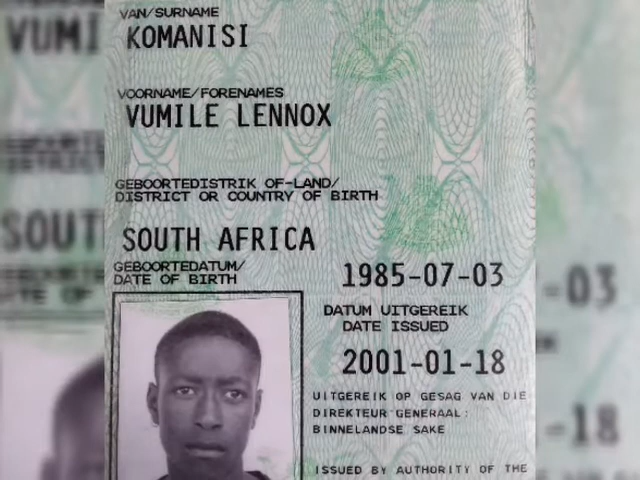 VAN/SURNAME
KOMANISI
VOORNAME/FORENAMES
VUMILE LENNOX
GEBOORTEDISTRIK OF-LAND/
DISTRICT OR COUNTRY OF BIRTH
SOUTH AFRICA
GEBOORTEDATUM/
DATE OF BIRTH
1985-07-03
DATUM UITGEREIK
DATE ISSUED
2001-01-18
UITGEREIK OP GESAG VAN DIE
DIREKTEUR-GENERAAL:
BINNELANDSE SAKE
ISSUED BY AUTHORITY OF THE